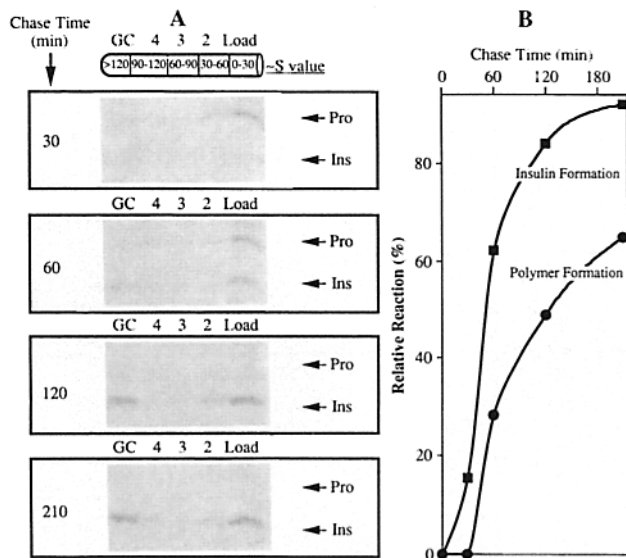 A
Chase Time
(min)
GC 4 3 2 Load
>120 90-120 60-90 30-60 0-30 ~S value
30
Pro
Ins
GC 4 3 2 Load
60
Pro
Ins
GC 4 3 2 Load
120
Pro
Ins
GC 4 3 2 Load
210
Pro
Ins
B
Chase Time (min)
0 60 120 180
80
60
40
20
0
Relative Reaction (%)
Insulin Formation
Polymer Formation